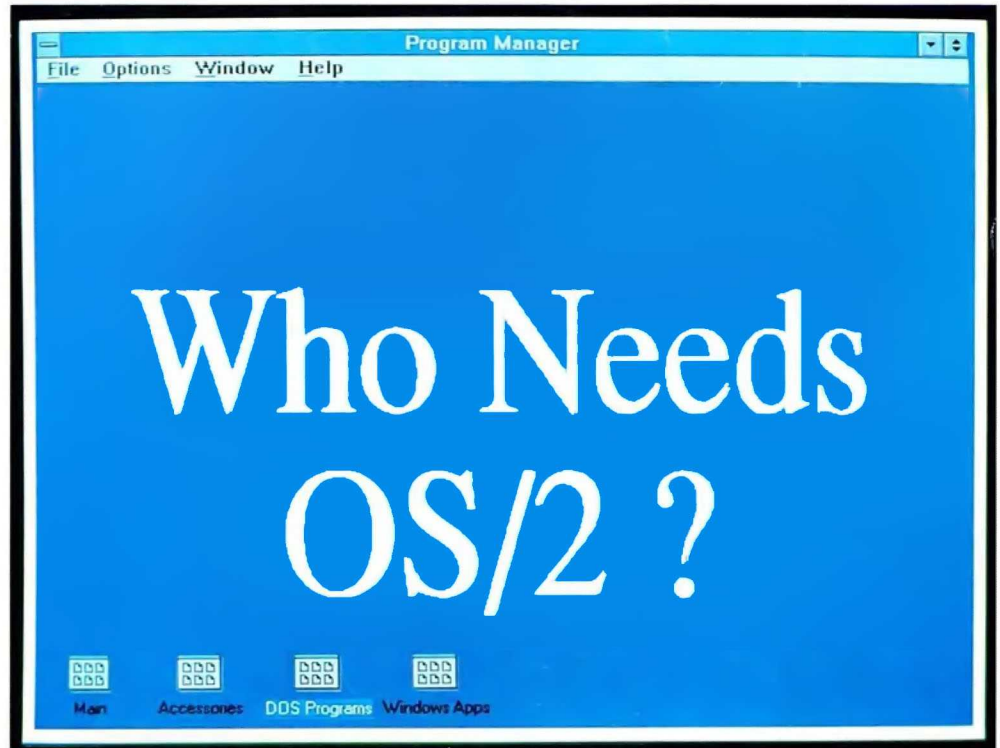 Program Manager
File Options Window Help
Who Needs
OS/2 ?
Main Accessories DOS Programs Windows Apps